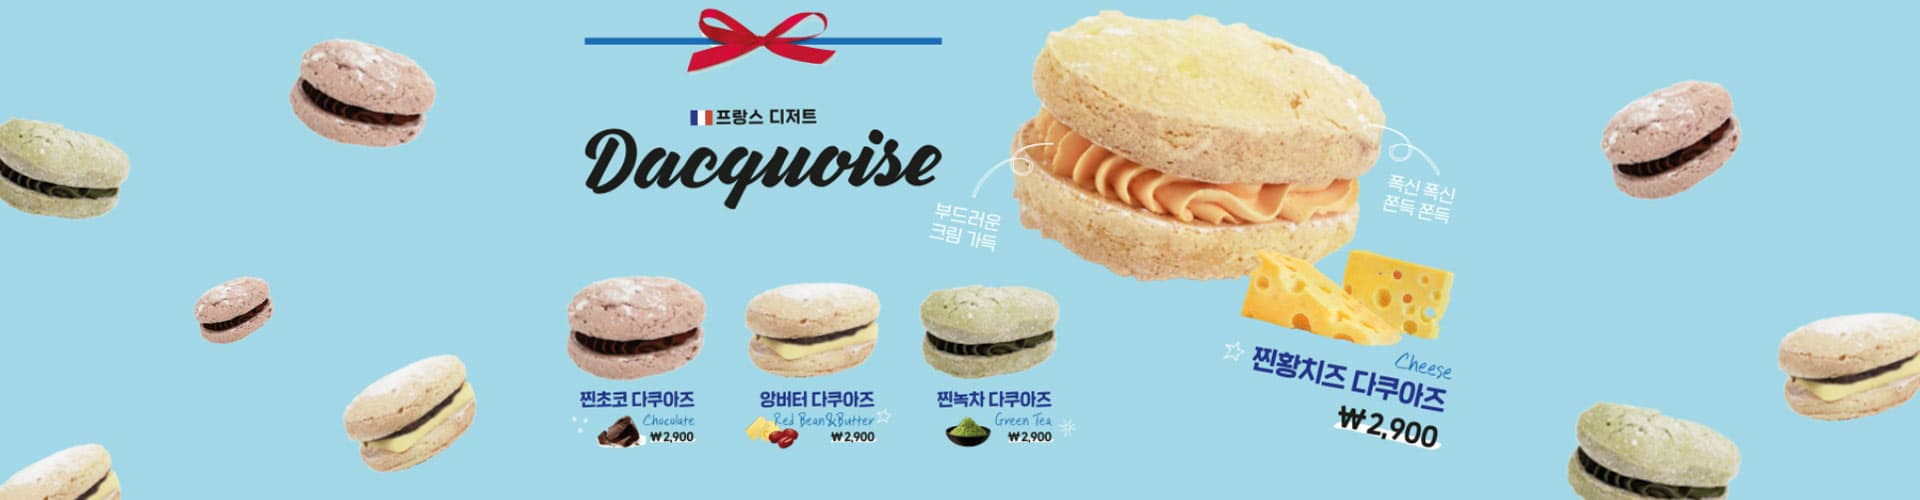 프랑스 디저트
Dacquoise
부드러운
크림 가득
폭신 폭신
쫀득 쫀득
찐초코 다쿠아즈
Chocolate
₩2,900
앙버터 다쿠아즈
Red Bean&Butter
₩2,900
찐녹차 다쿠아즈
Green Tea
₩2,900
Cheese
찐황치즈 다쿠아즈
₩2,900